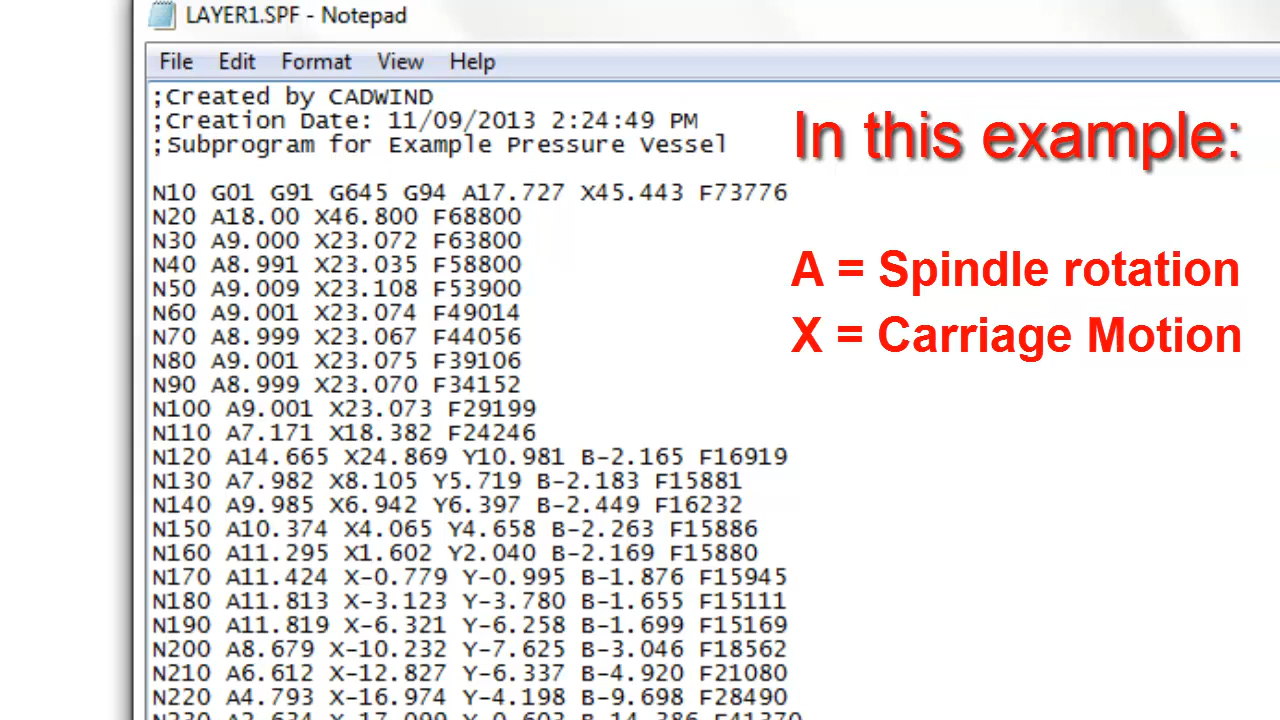 LAYER1.SPF - Notepad
File Edit Format View Help
;Created by CADWIND
;Creation Date: 11/09/2013 2:24:49 PM
;Subprogram for Example Pressure Vessel
N10 G01 G91 G645 G94 A17.727 X45.443 F73776
N20 A18.00 X46.800 F68800
N30 A9.000 X23.072 F63800
N40 A8.991 X23.035 F58800
N50 A9.009 X23.108 F53900
N60 A9.001 X23.074 F49014
N70 A8.999 X23.067 F44056
N80 A9.001 X23.075 F39106
N90 A8.999 X23.070 F34152
N100 A9.001 X23.073 F29199
N110 A7.171 X18.382 F24246
N120 A14.665 X24.869 Y10.981 B-2.165 F16919
N130 A7.982 X8.105 Y5.719 B-2.183 F15881
N140 A9.985 X6.942 Y6.397 B-2.449 F16232
N150 A10.374 X4.065 Y4.658 B-2.263 F15886
N160 A11.295 X1.602 Y2.040 B-2.169 F15880
N170 A11.424 X-0.779 Y-0.995 B-1.876 F15945
N180 A11.813 X-3.123 Y-3.780 B-1.655 F15111
N190 A11.819 X-6.321 Y-6.258 B-1.699 F15169
N200 A8.679 X-10.232 Y-7.625 B-3.046 F18562
N210 A6.612 X-12.827 Y-6.337 B-4.920 F21080
N220 A4.793 X-16.974 Y-4.198 B-9.698 F28490
N230 A2.634 X-17.099 Y-0.603 B-14.386 F41370
In this example:
A = Spindle rotation
X = Carriage Motion